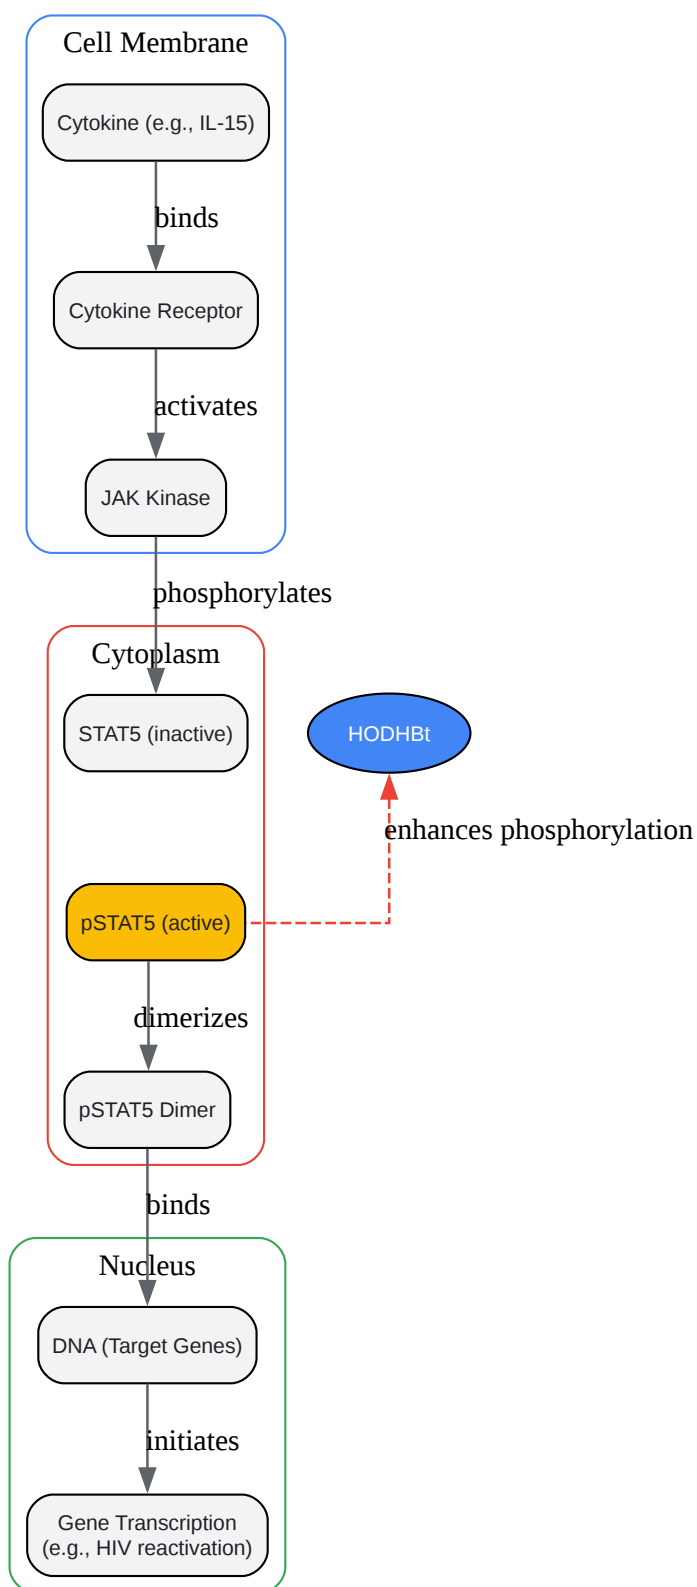 Cell Membrane
Cytokine (e.g., IL-15)
binds
Cytokine Receptor
activates
JAK Kinase
phosphorylates
Cytoplasm
STAT5 (inactive)
HODHBt
enhances phosphorylation
pSTAT5 (active)
dimerizes
pSTAT5 Dimer
binds
Nucleus
DNA (Target Genes)
initiates
Gene Transcription
(e.g., HIV reactivation)